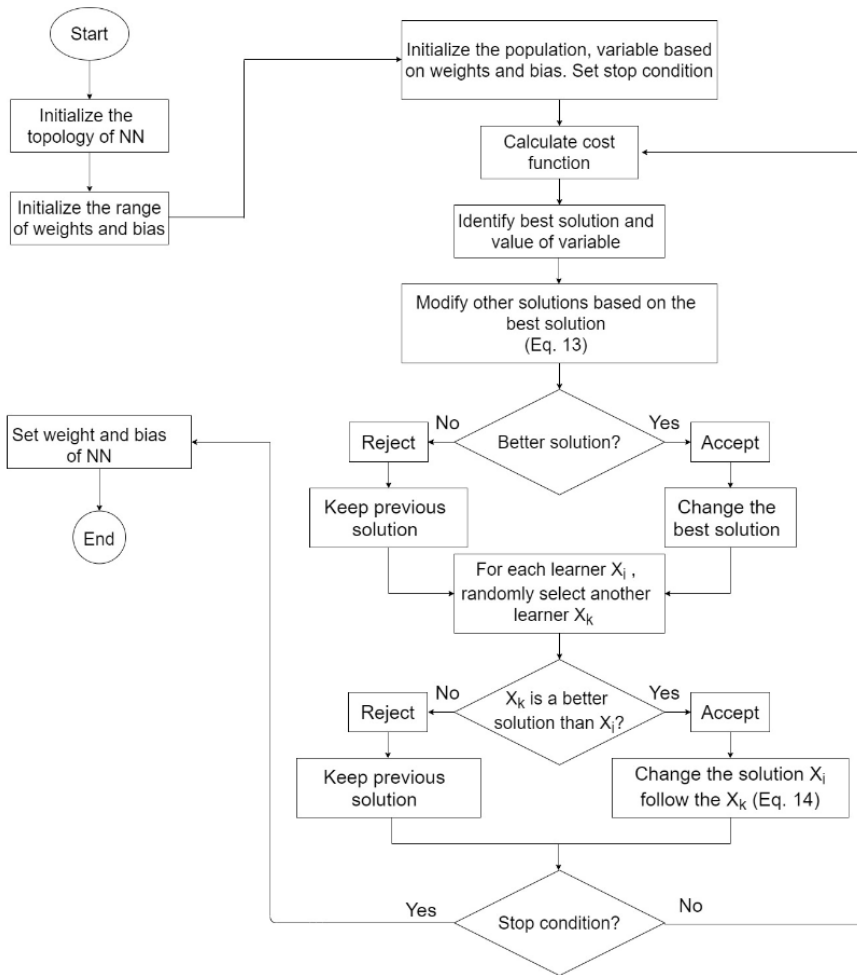 Start
Initialize the
topology of NN
Initialize the range
of weights and bias
Initialize the population, variable based
on weights and bias. Set stop condition
Calculate cost
function
Identify best solution and
value of variable
Modify other solutions based on the
best solution
(Eq. 13)
No
Yes
Reject
Better solution?
Accept
Keep previous
solution
Change the
best solution
For each learner Xi ,
randomly select another
learner Xk
No
Yes
Reject
Xk is a better
solution than Xi?
Accept
Keep previous
solution
Change the solution Xi
follow the Xk (Eq. 14)
Yes
Stop condition?
No
Set weight and bias
of NN
End